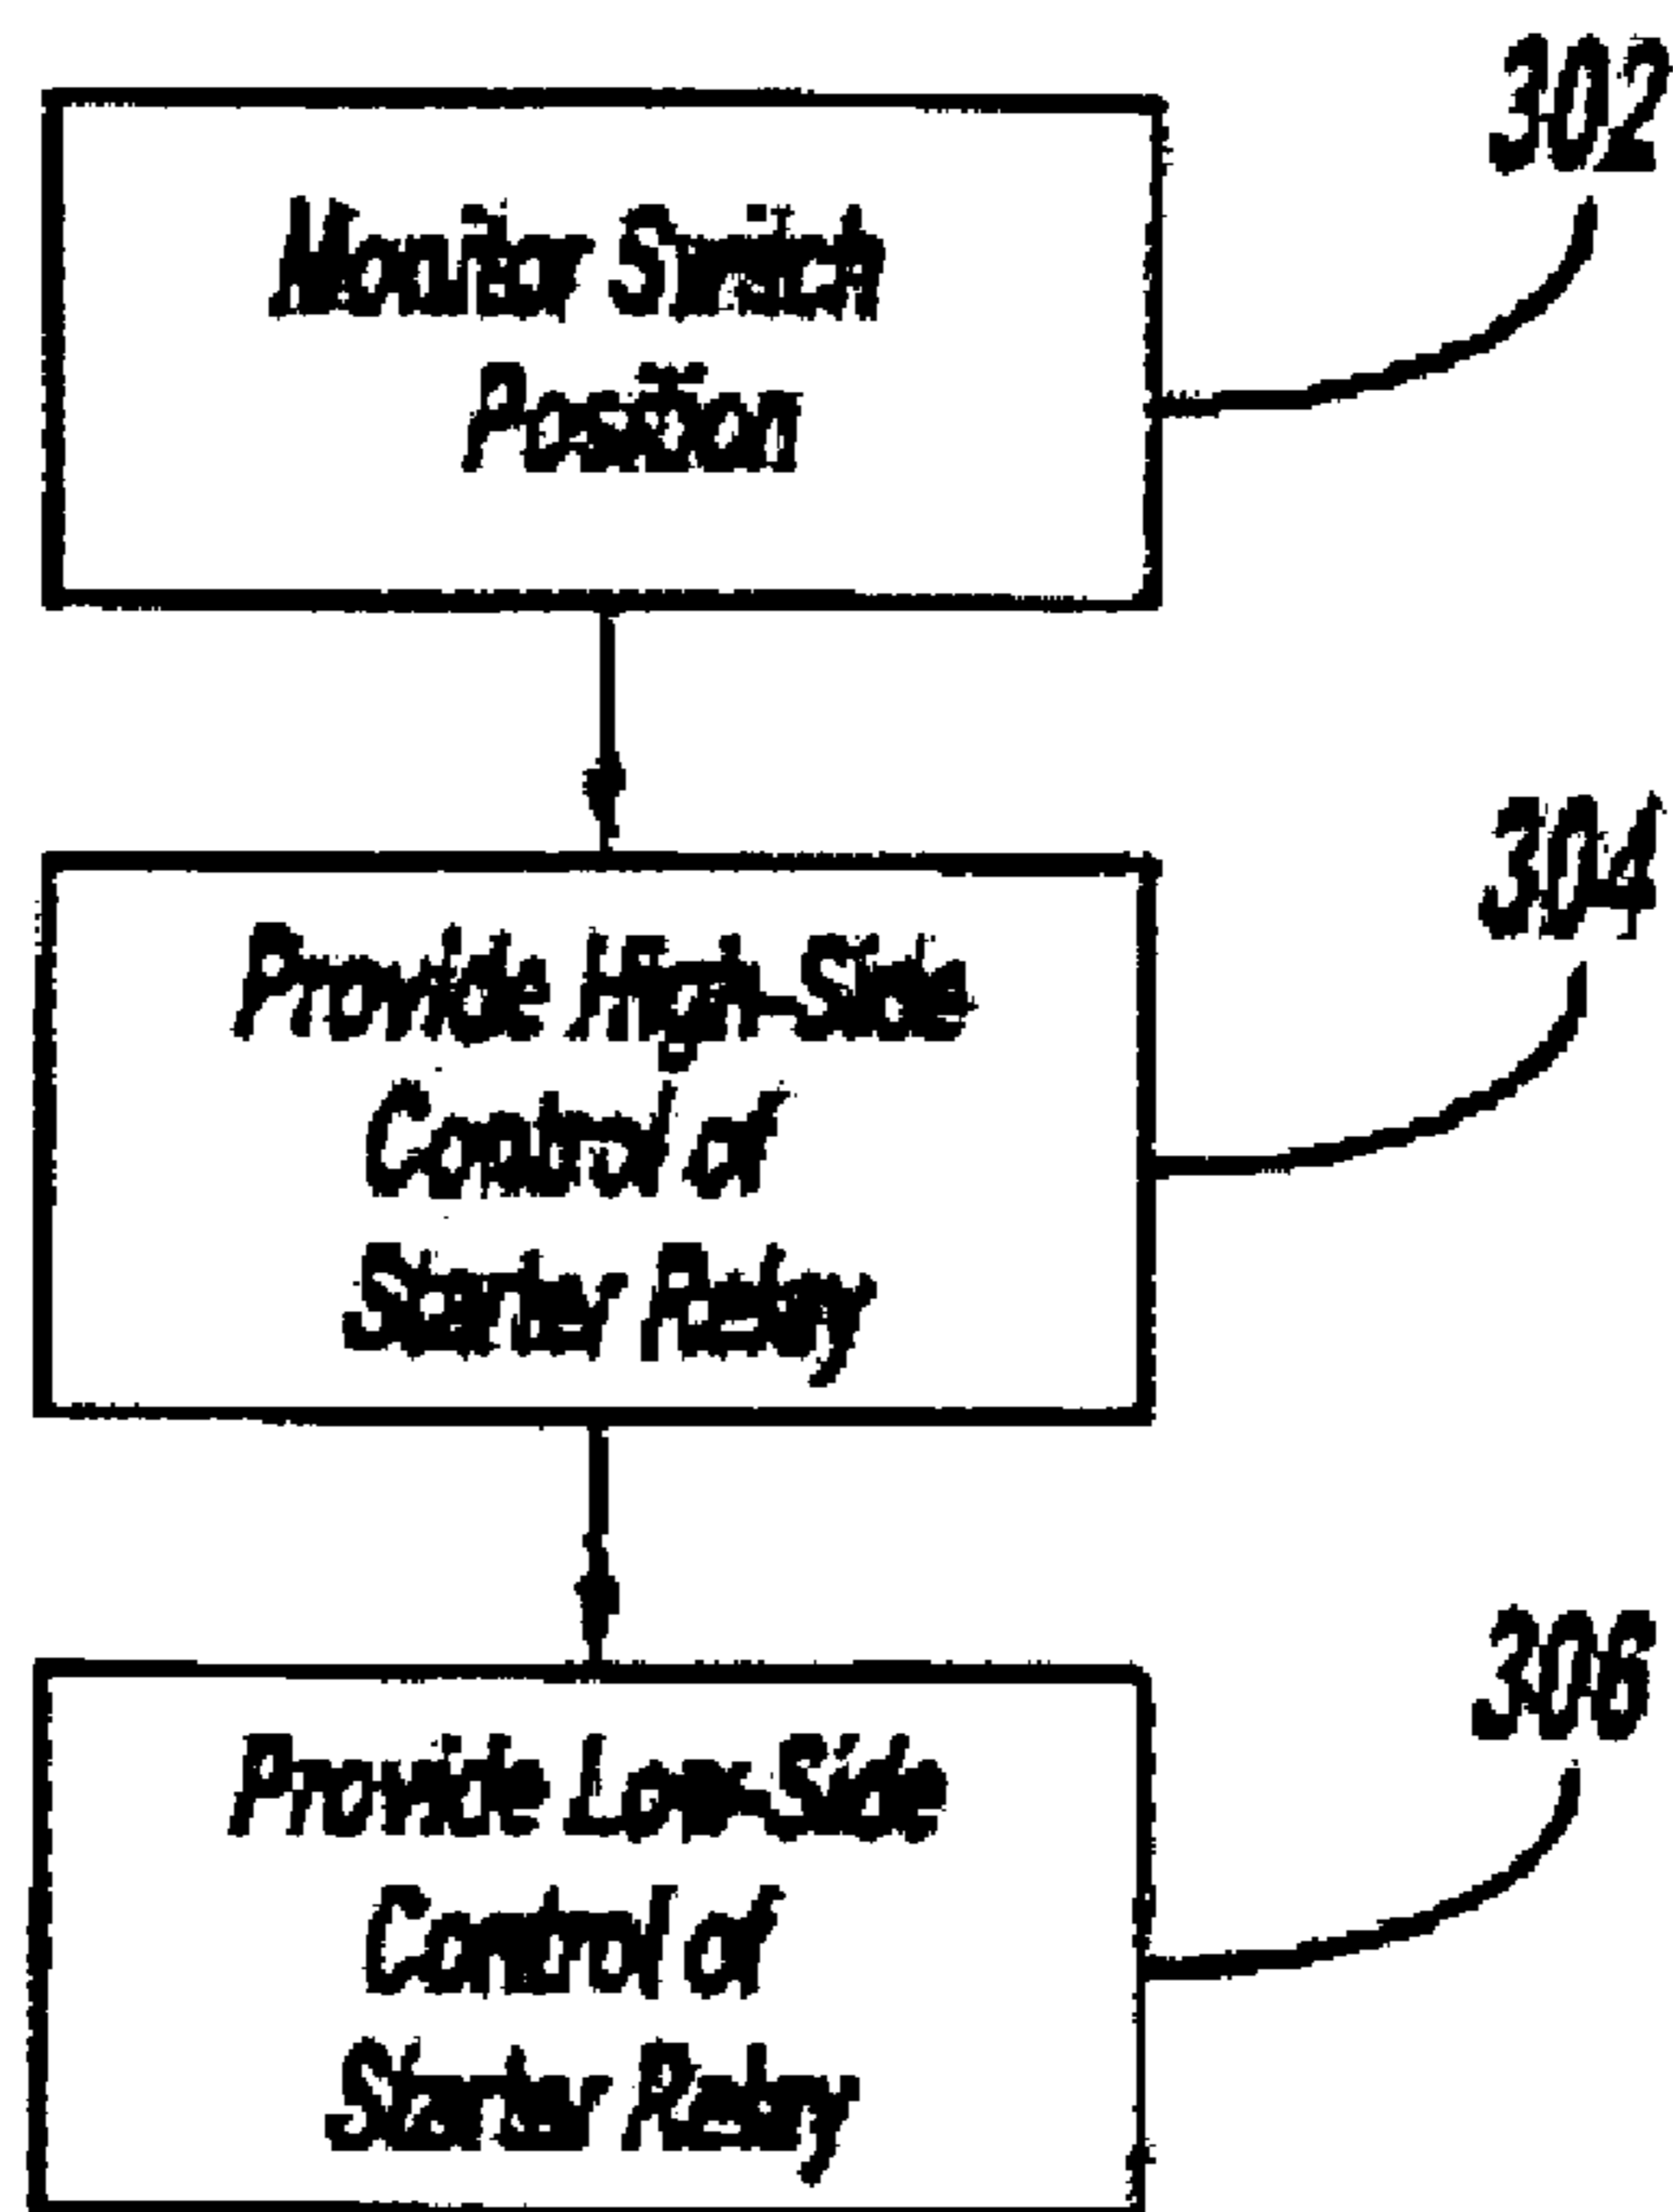 302
Monitor Switch
Position
304
Provide High-Side
Control of
Starter Relay
306
Provide Low-Side
Control of
Starter Relay